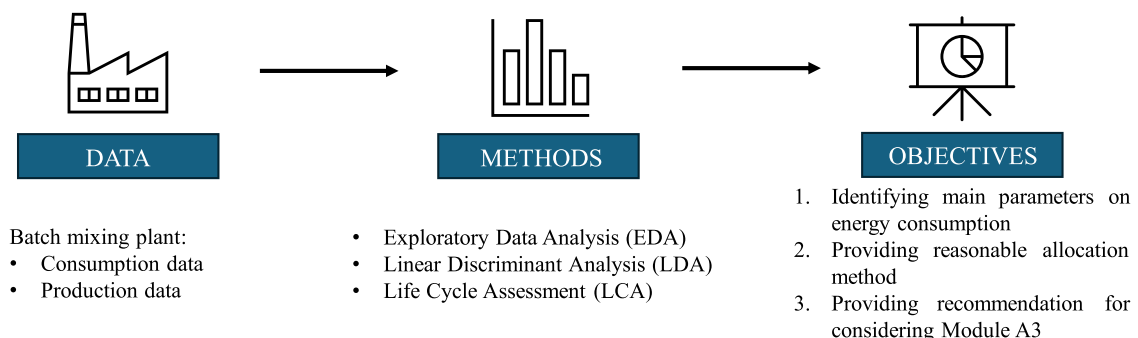 DATA
METHODS
OBJECTIVES
Batch mixing plant:
• Consumption data
• Production data
• Exploratory Data Analysis (EDA)
• Linear Discriminant Analysis (LDA)
• Life Cycle Assessment (LCA)
1. Identifying main parameters on
energy consumption
2. Providing reasonable allocation
method
3. Providing recommendation for
considering Module A3